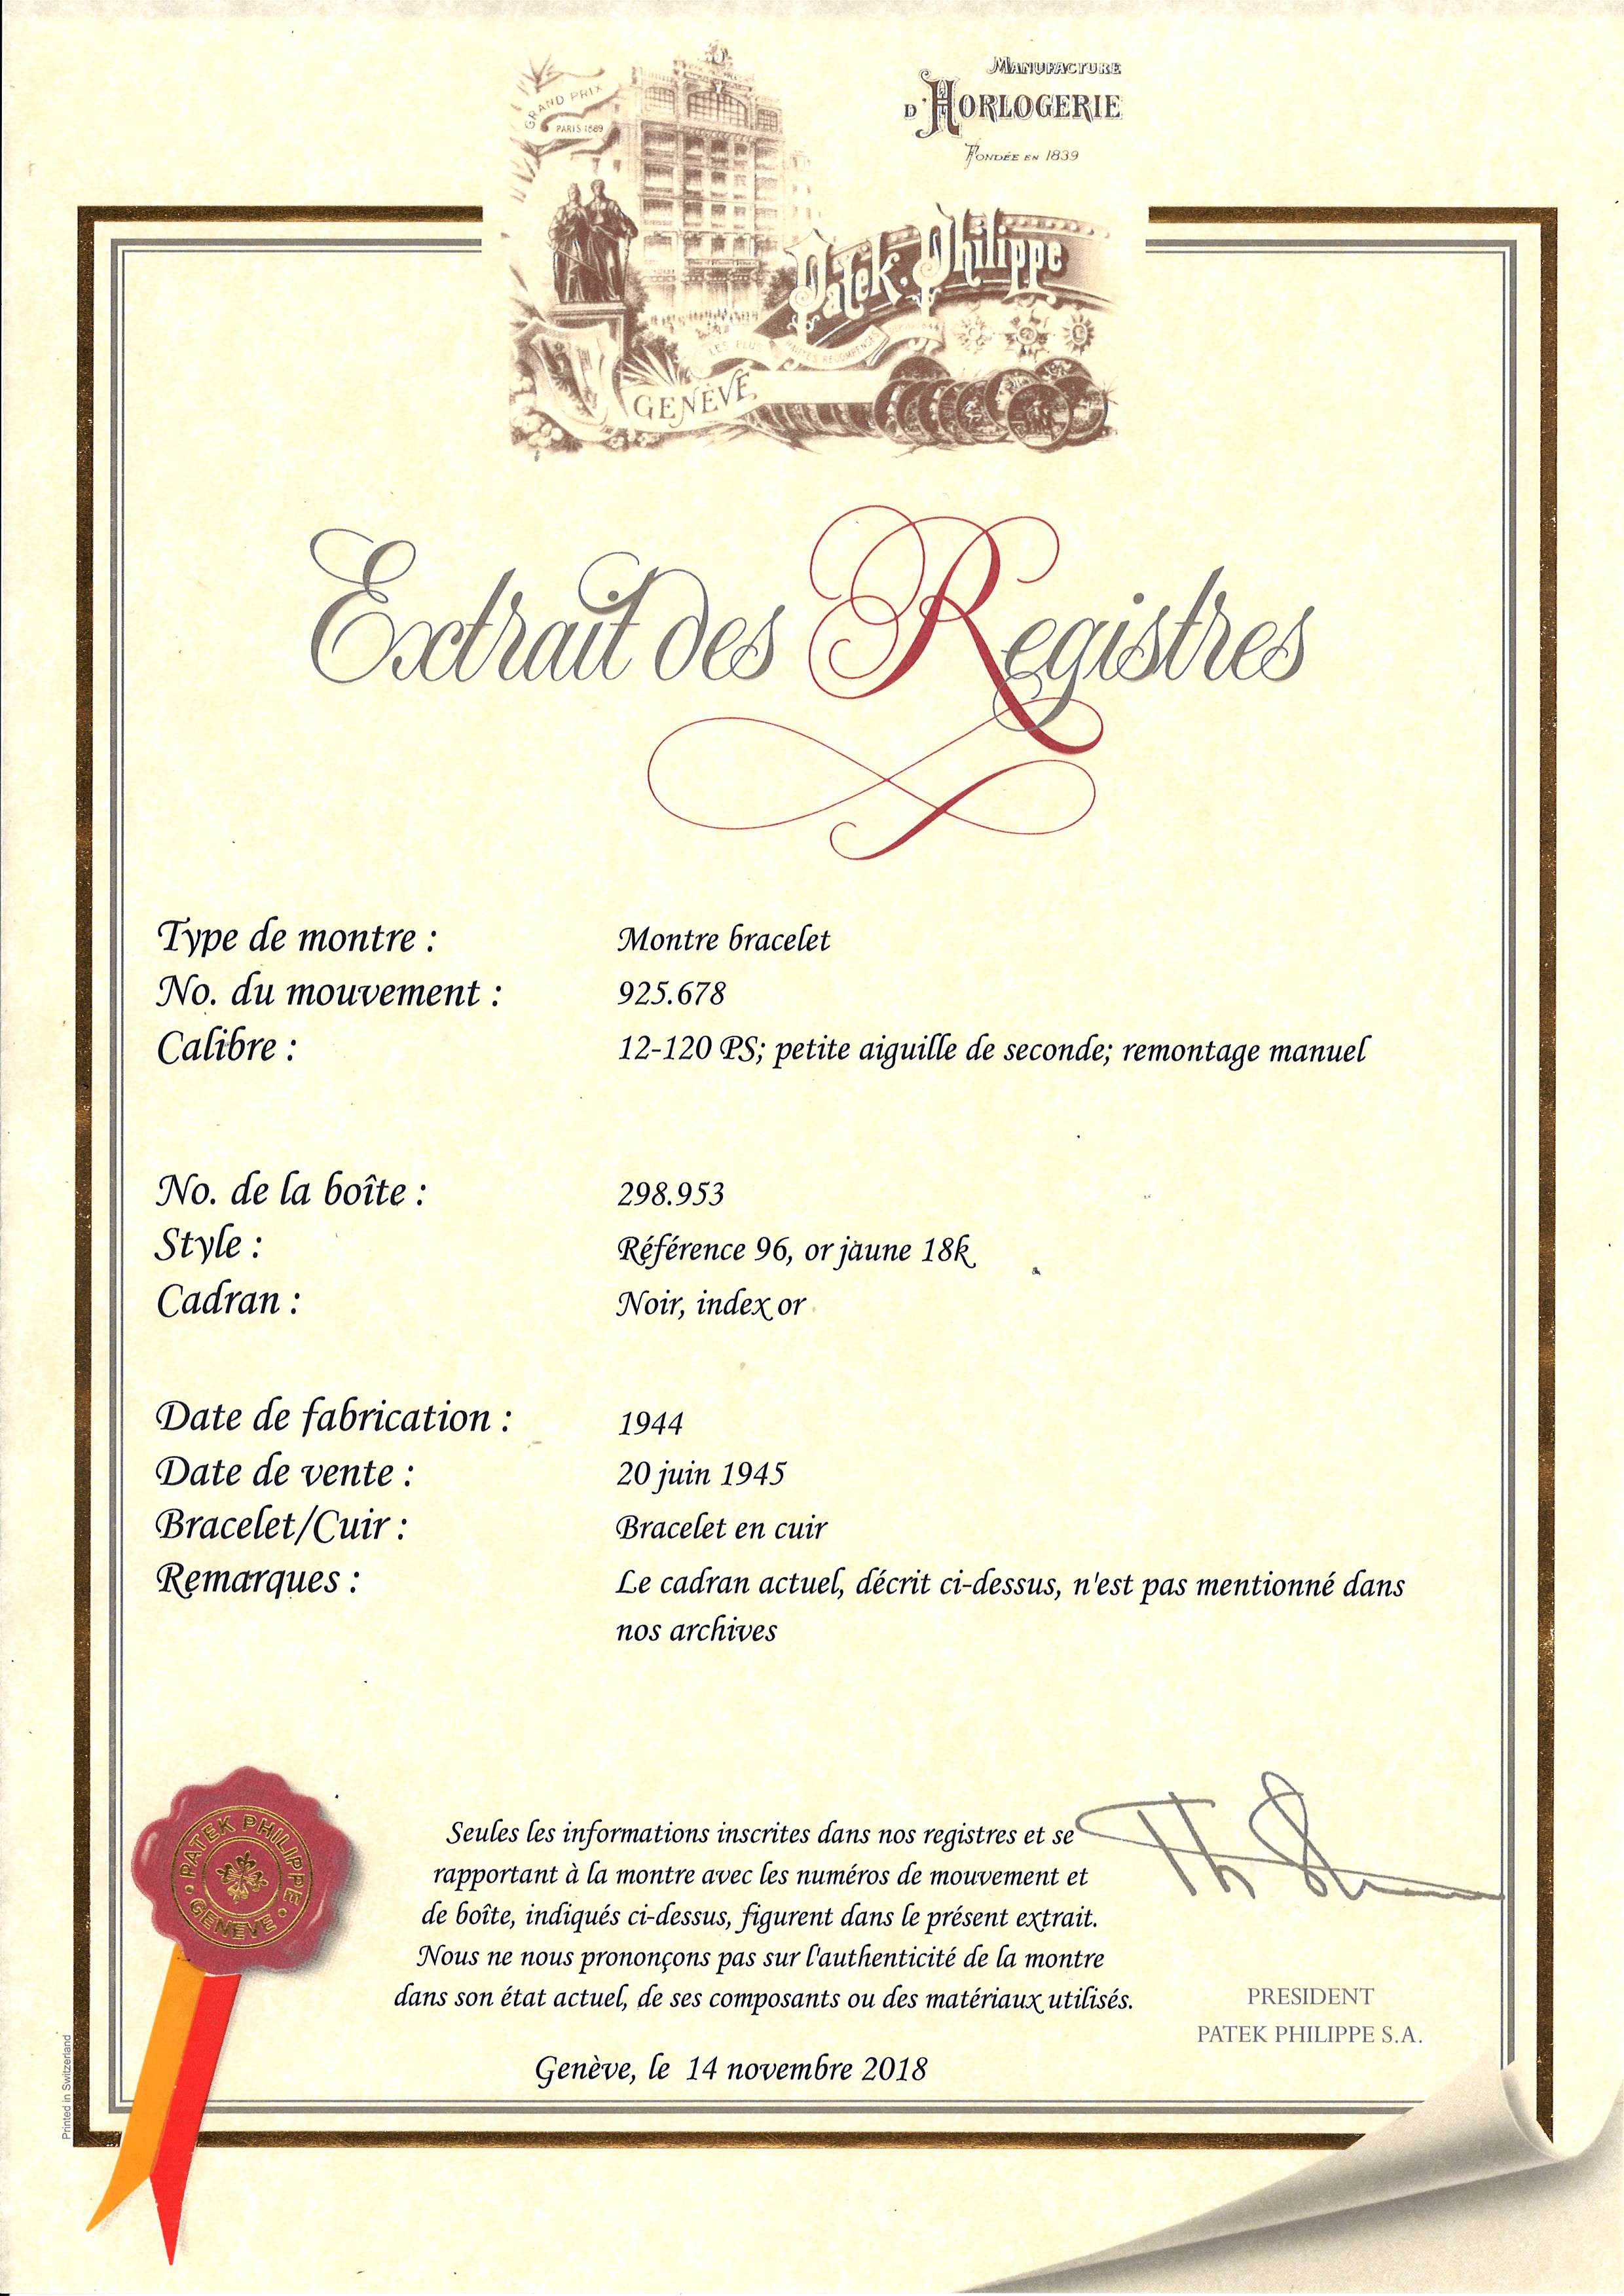 MANUFACTURE
D'HORLOGERIE
FONDÉE EN 1839
GRAND PRIX
PARIS 1889
Patek. Philippe
LES PLUS HAUTES RECOMPENSES
GENÈVE
Extrait des Registres
Type de montre : Montre bracelet
No. du mouvement : 925.678
Calibre : 12-120 PS; petite aiguille de seconde; remontage manuel
No. de la boîte : 298.953
Style : Référence 96, or jaune 18k
Cadran : Noir, index or
Date de fabrication : 1944
Date de vente : 20 juin 1945
Bracelet/Cuir : Bracelet en cuir
Remarques : Le cadran actuel, décrit ci-dessus, n'est pas mentionné dans
nos archives
Seules les informations inscrites dans nos registres et se
rapportant à la montre avec les numéros de mouvement et
de boîte, indiqués ci-dessus, figurent dans le présent extrait.
Nous ne nous prononçons pas sur l'authenticité de la montre
dans son état actuel, de ses composants ou des matériaux utilisés.
Genève, le 14 novembre 2018
PRESIDENT
PATEK PHILIPPE S.A.
PATEK PHILIPPE
GENEVE
Printed in Switzerland